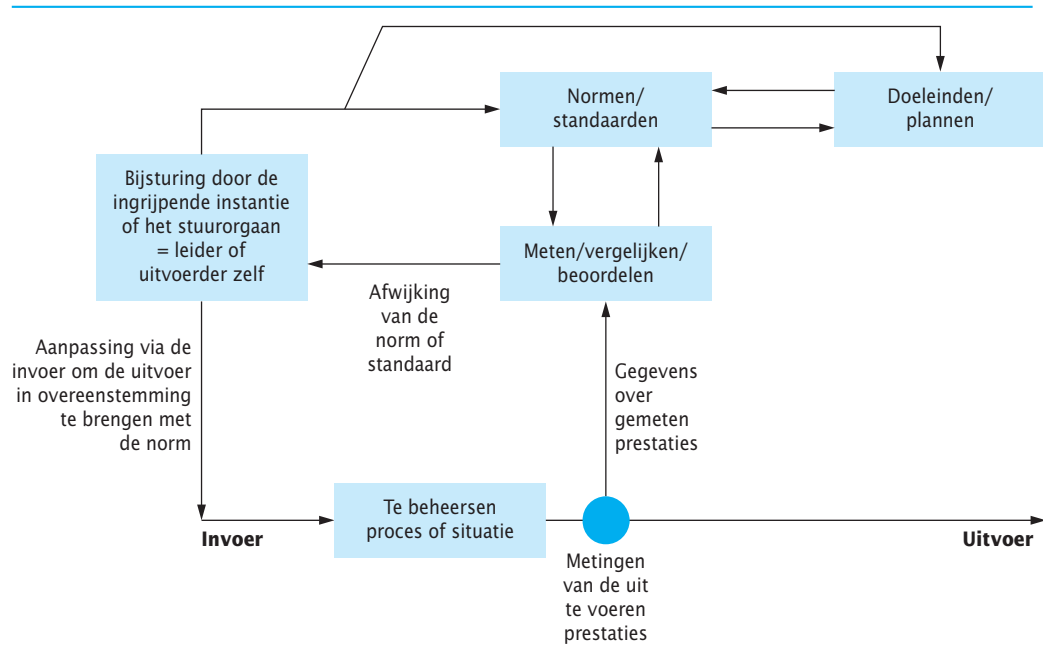 Normen/
standaarden
Doeleinden/
plannen
Bijsturing door de
ingrijpende instantie
of het stuurorgaan
= leider of
uitvoerder zelf
Meten/vergelijken/
beoordelen
Afwijking
van de
norm of
standaard
Aanpassing via de
invoer om de uitvoer
in overeenstemming
te brengen met
de norm
Gegevens
over
gemeten
prestaties
Te beheersen
proces of situatie
Invoer
Uitvoer
Metingen
van de uit
te voeren
prestaties